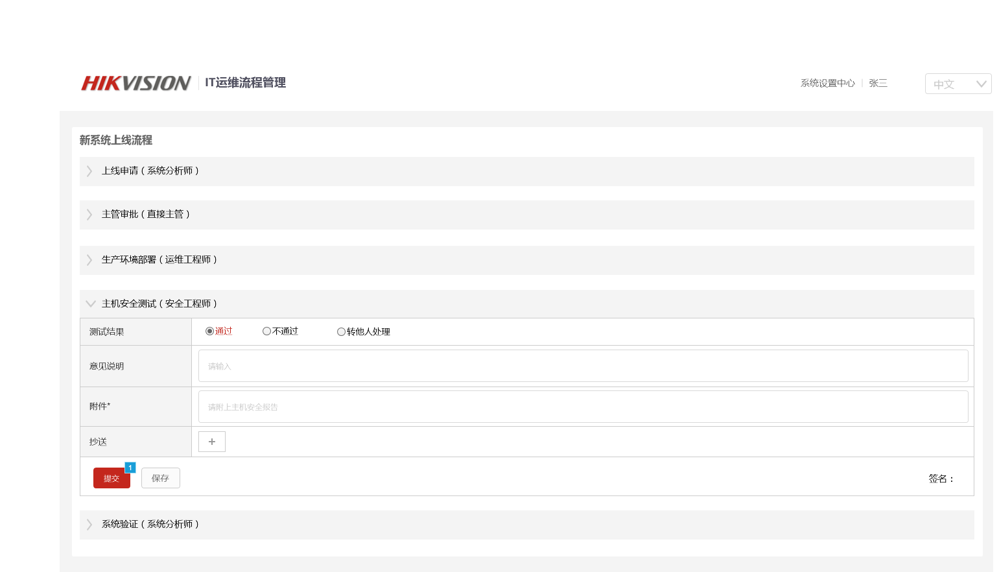 HIKVISION IT运维流程管理 系统设置中心 张三 中文
新系统上线流程
上线申请(系统分析师)
主管审批(直接主管)
生产环境部署(运维工程师)
主机安全测试(安全工程师)
测试结果 通过 不通过 转他人处理
意见说明 请输入
附件* 请附上主机安全报告
抄送 +
提交 1 保存 签名:
系统验证(系统分析师)